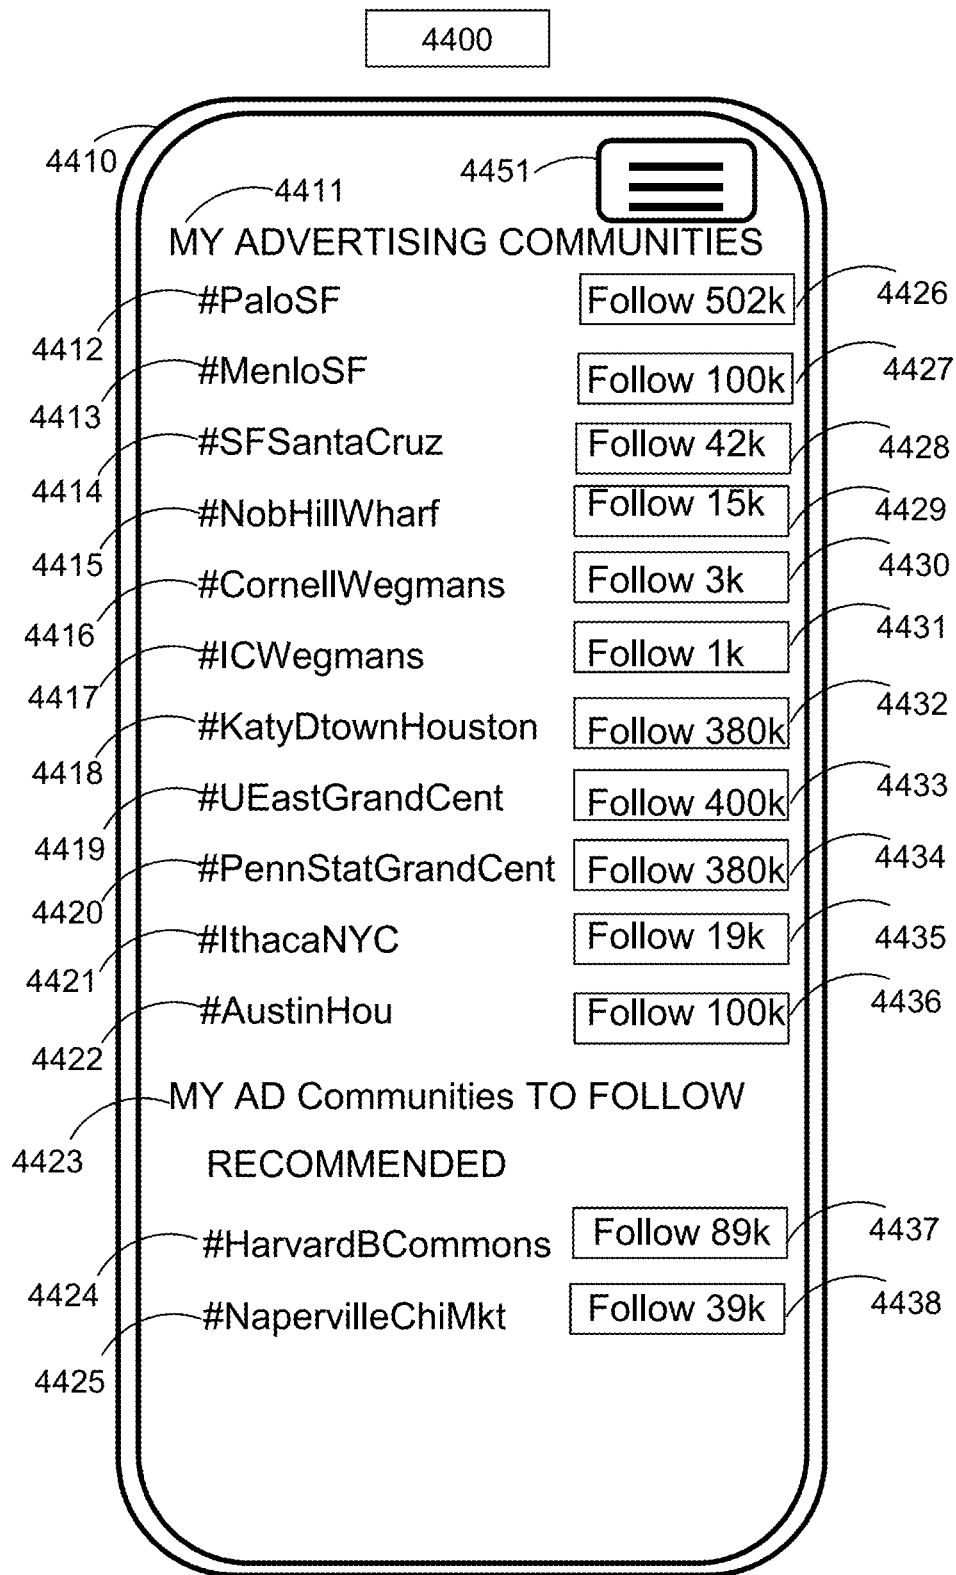 4400
4410
4451
4411
MY ADVERTISING COMMUNITIES
4412 #PaloSF Follow 502k 4426
4413 #MenloSF Follow 100k 4427
4414 #SFSantaCruz Follow 42k 4428
4415 #NobHillWharf Follow 15k 4429
4416 #CornellWegmans Follow 3k 4430
4417 #ICWegmans Follow 1k 4431
4418 #KatyDtownHouston Follow 380k 4432
4419 #UEastGrandCent Follow 400k 4433
4420 #PennStatGrandCent Follow 380k 4434
4421 #IthacaNYC Follow 19k 4435
4422 #AustinHou Follow 100k 4436
4423 MY AD Communities TO FOLLOW
RECOMMENDED
4424 #HarvardBCommons Follow 89k 4437
4425 #NapervilleChiMkt Follow 39k 4438